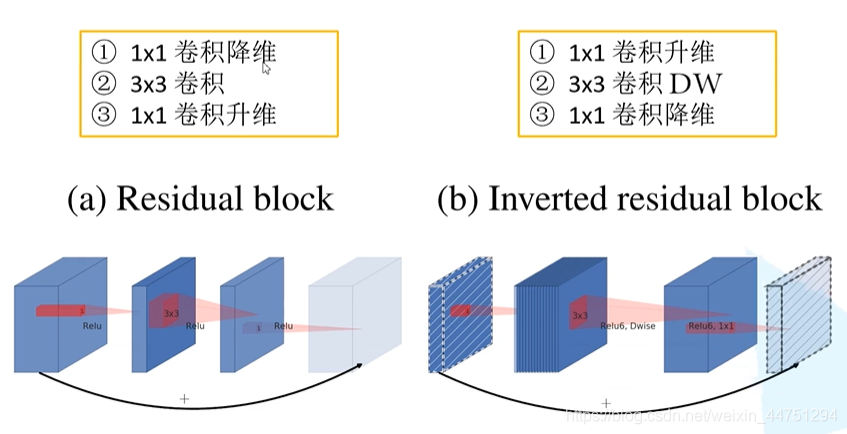 ① 1x1 卷积降维
② 3x3 卷积
③ 1x1 卷积升维
① 1x1 卷积升维
② 3x3 卷积 DW
③ 1x1 卷积降维
(a) Residual block
(b) Inverted residual block
Relu
3x3
Relu
Relu
+
3x3
Relu6, Dwise
Relu6, 1x1
+
https://blog.csdn.net/weixin_44751294